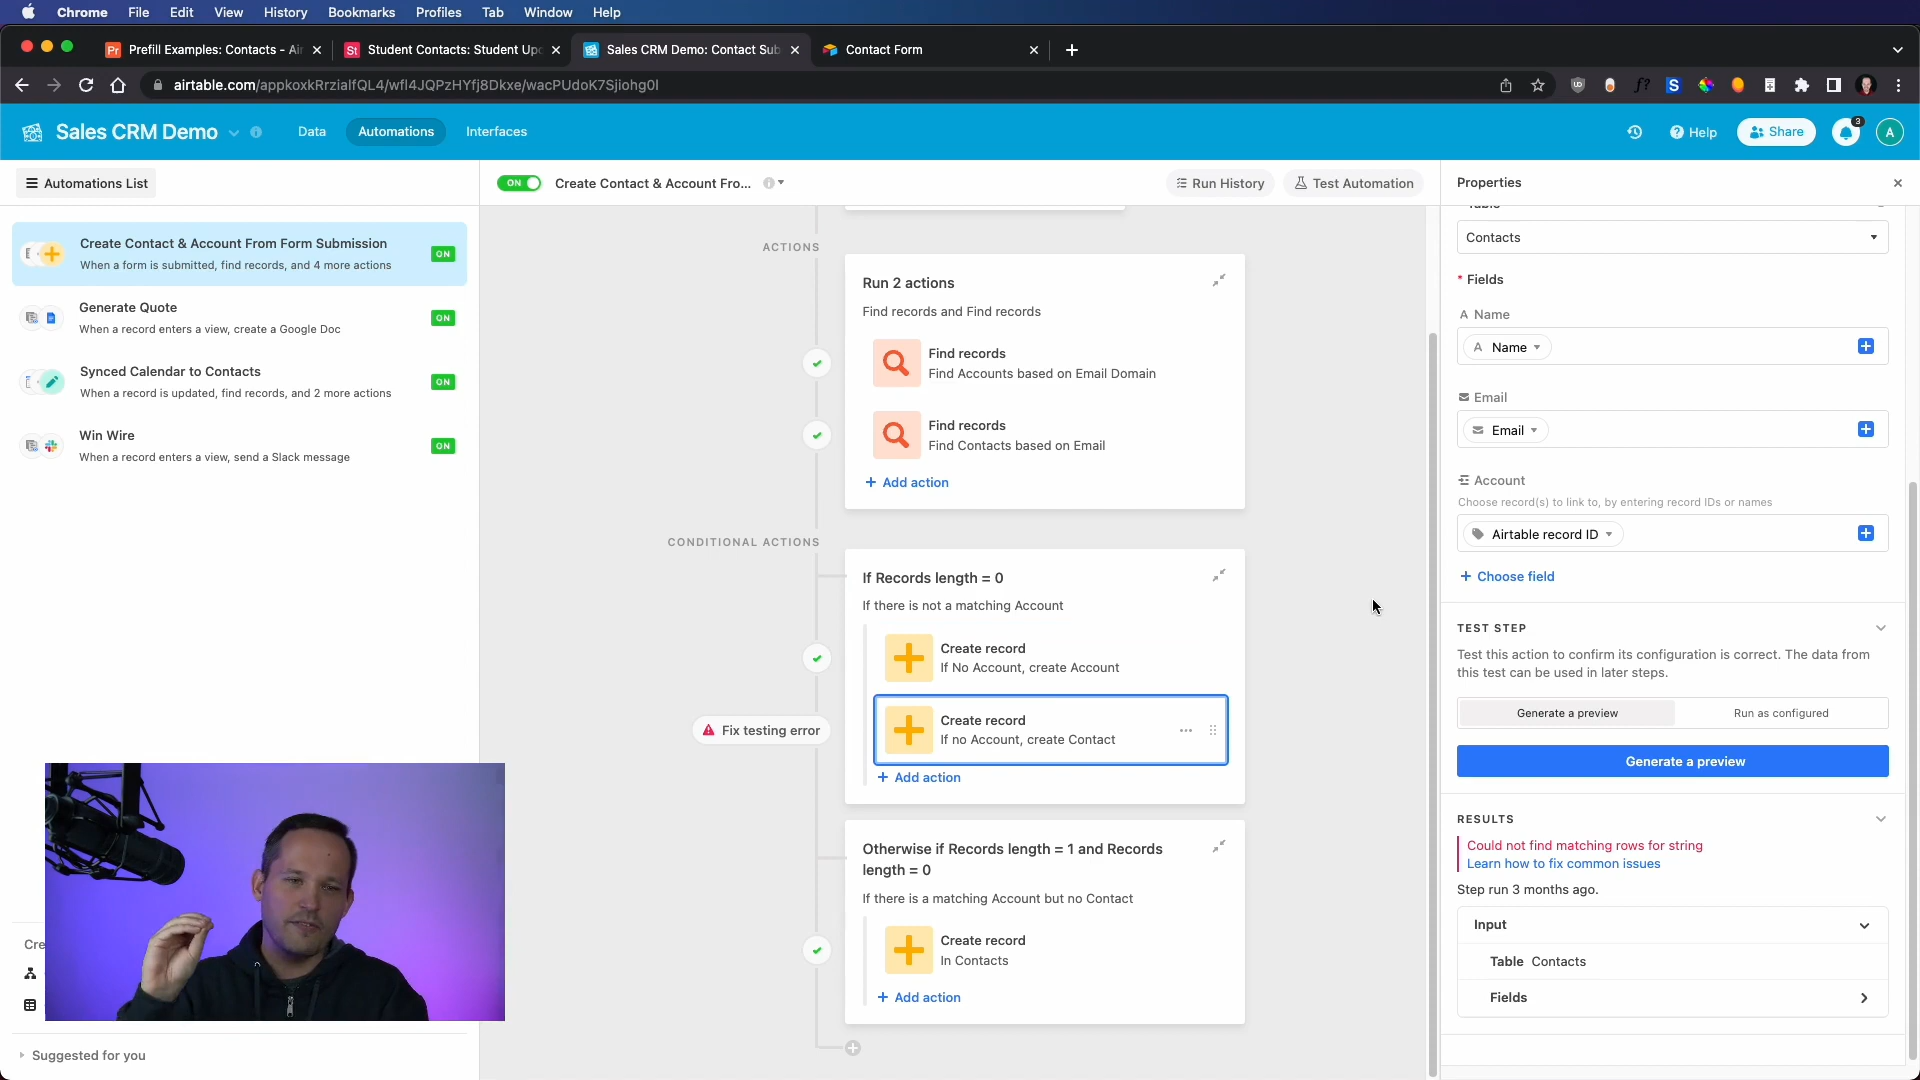 Chrome File Edit View History Bookmarks Profiles Tab Window Help
Pr Prefill Examples: Contacts - Ai
St Student Contacts: Student Up
Sales CRM Demo: Contact Sub
Contact Form
airtable.com/appkoxkRrzialfQL4/wfl4JQPzHYfj8Dkxe/wacPUdoK7Sjiohg0I
Sales CRM Demo
Data
Automations
Interfaces
Help
Share
3
A
Automations List
ON
Create Contact & Account Fro...
Run History
Test Automation
Properties
Create Contact & Account From Form Submission
When a form is submitted, find records, and 4 more actions
ON
Generate Quote
When a record enters a view, create a Google Doc
ON
Synced Calendar to Contacts
When a record is updated, find records, and 2 more actions
ON
Win Wire
When a record enters a view, send a Slack message
ON
Cre
Suggested for you
ACTIONS
Run 2 actions
Find records and Find records
Find records
Find Accounts based on Email Domain
Find records
Find Contacts based on Email
+ Add action
CONDITIONAL ACTIONS
If Records length = 0
If there is not a matching Account
Create record
If No Account, create Account
Fix testing error
Create record
If no Account, create Contact
+ Add action
Otherwise if Records length = 1 and Records
length = 0
If there is a matching Account but no Contact
Create record
In Contacts
+ Add action
Table
Contacts
* Fields
A Name
A Name
Email
Email
Account
Choose record(s) to link to, by entering record IDs or names
Airtable record ID
+ Choose field
TEST STEP
Test this action to confirm its configuration is correct. The data from
this test can be used in later steps.
Generate a preview
Run as configured
Generate a preview
RESULTS
Could not find matching rows for string
Learn how to fix common issues
Step run 3 months ago.
Input
Table Contacts
Fields